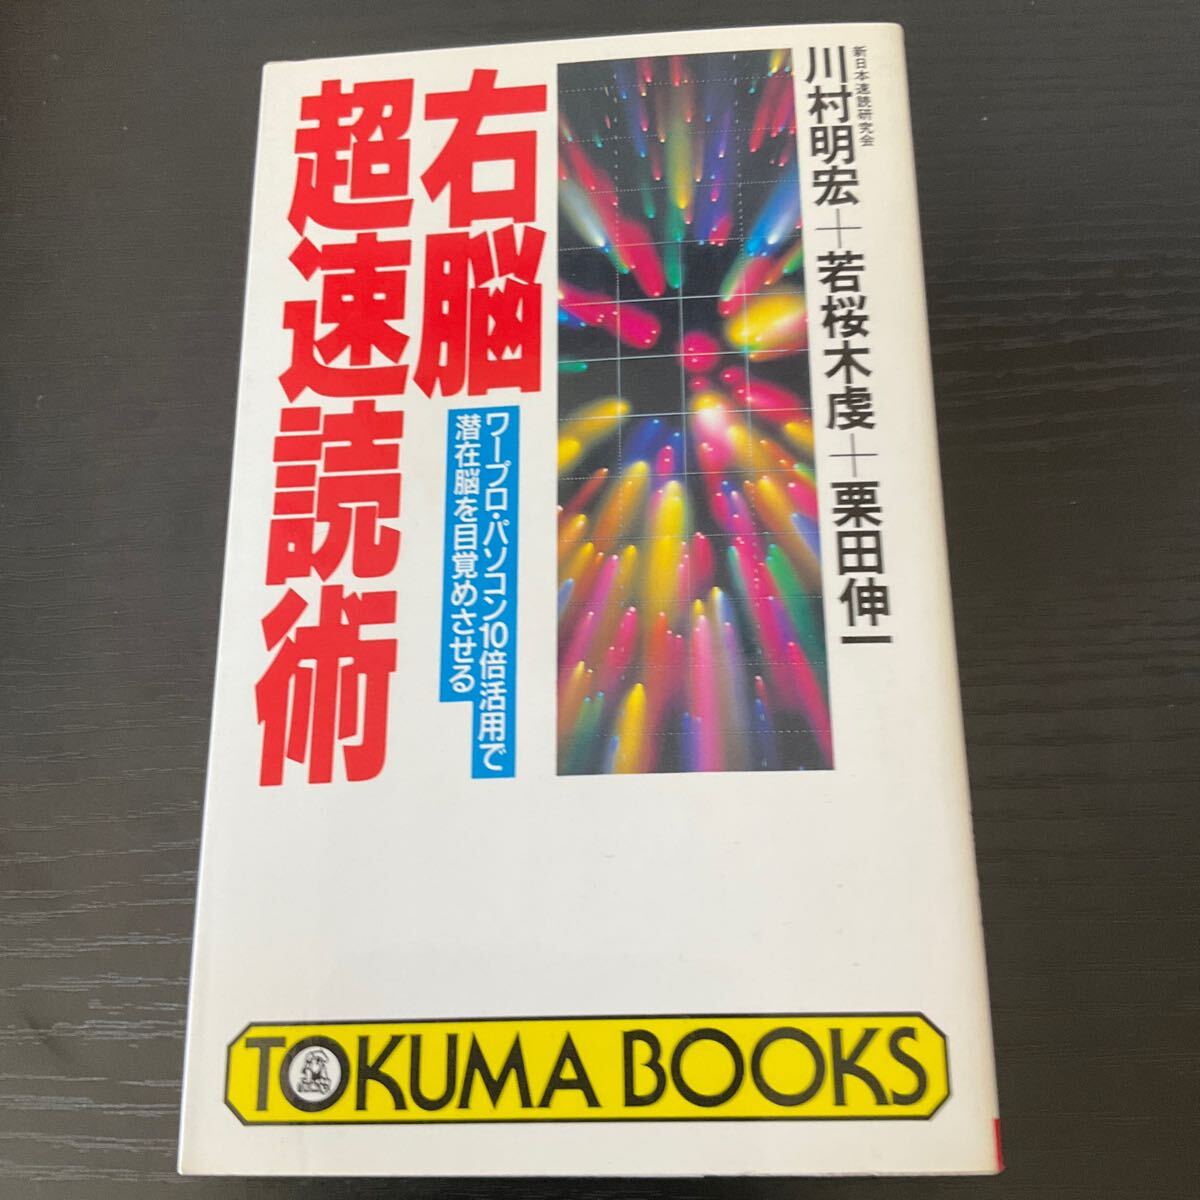 新日本速読研究会
川村明宏＋若桜木虔＋栗田伸一
右脳
超速読術
ワープロ・パソコン10倍活用で
潜在脳を目覚めさせる
TOKUMA BOOKS